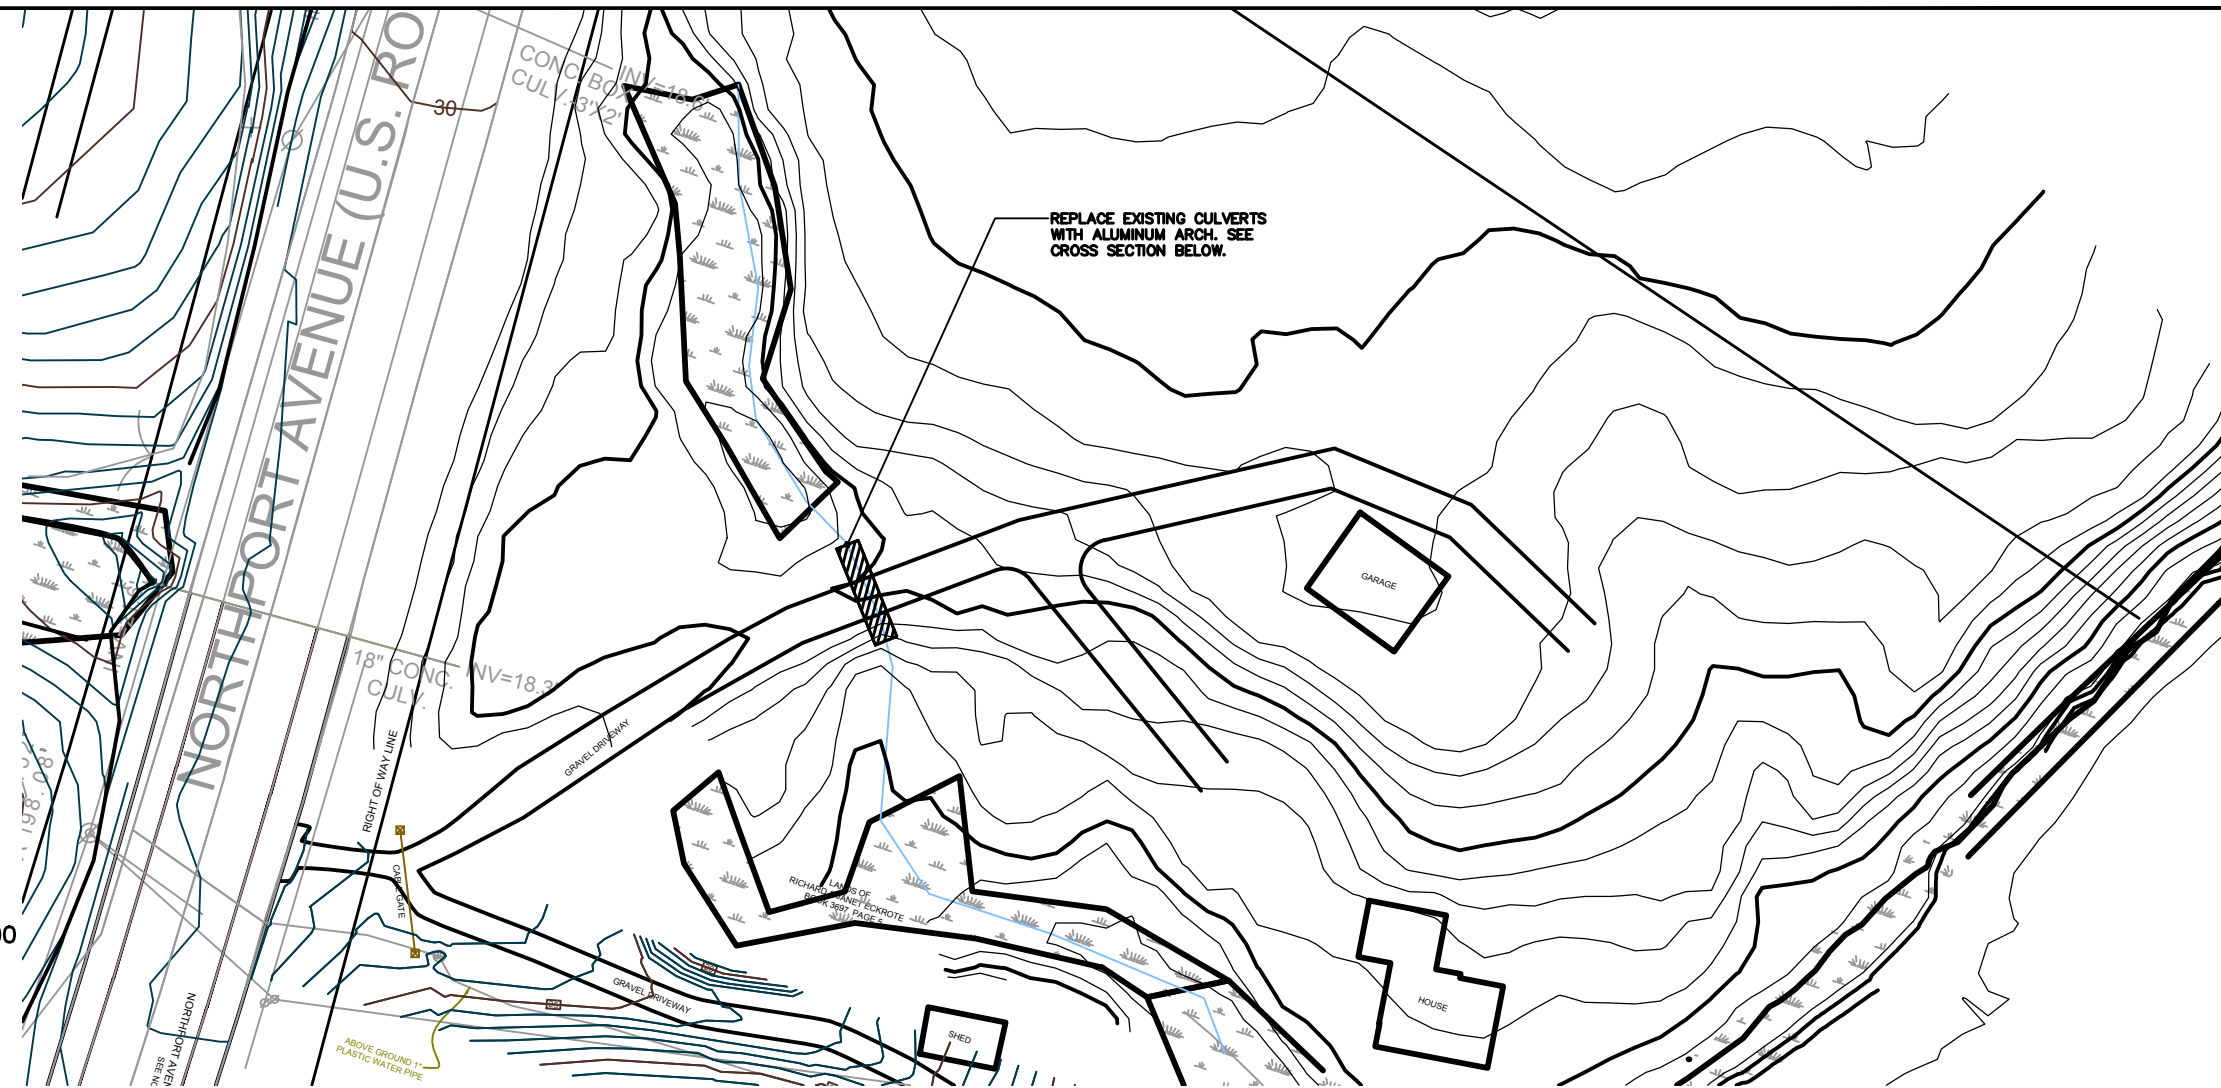 CONC. BOX INV=18.6
CULV.-3'X2'
30
NORTHPORT AVENUE (U.S. RO
REPLACE EXISTING CULVERTS
WITH ALUMINUM ARCH. SEE
CROSS SECTION BELOW.
GARAGE
18" CONC. INV=18.3
CULV.
GRAVEL DRIVEWAY
RIGHT OF WAY LINE
CABLE GATE
LANDS OF
RICHARD JANET ECKROTE
BOOK 3697, PAGE 5
GRAVEL DRIVEWAY
HOUSE
SHED
ABOVE GROUND 1"
PLASTIC WATER PIPE
NORTHPORT AVEN
SEE NO